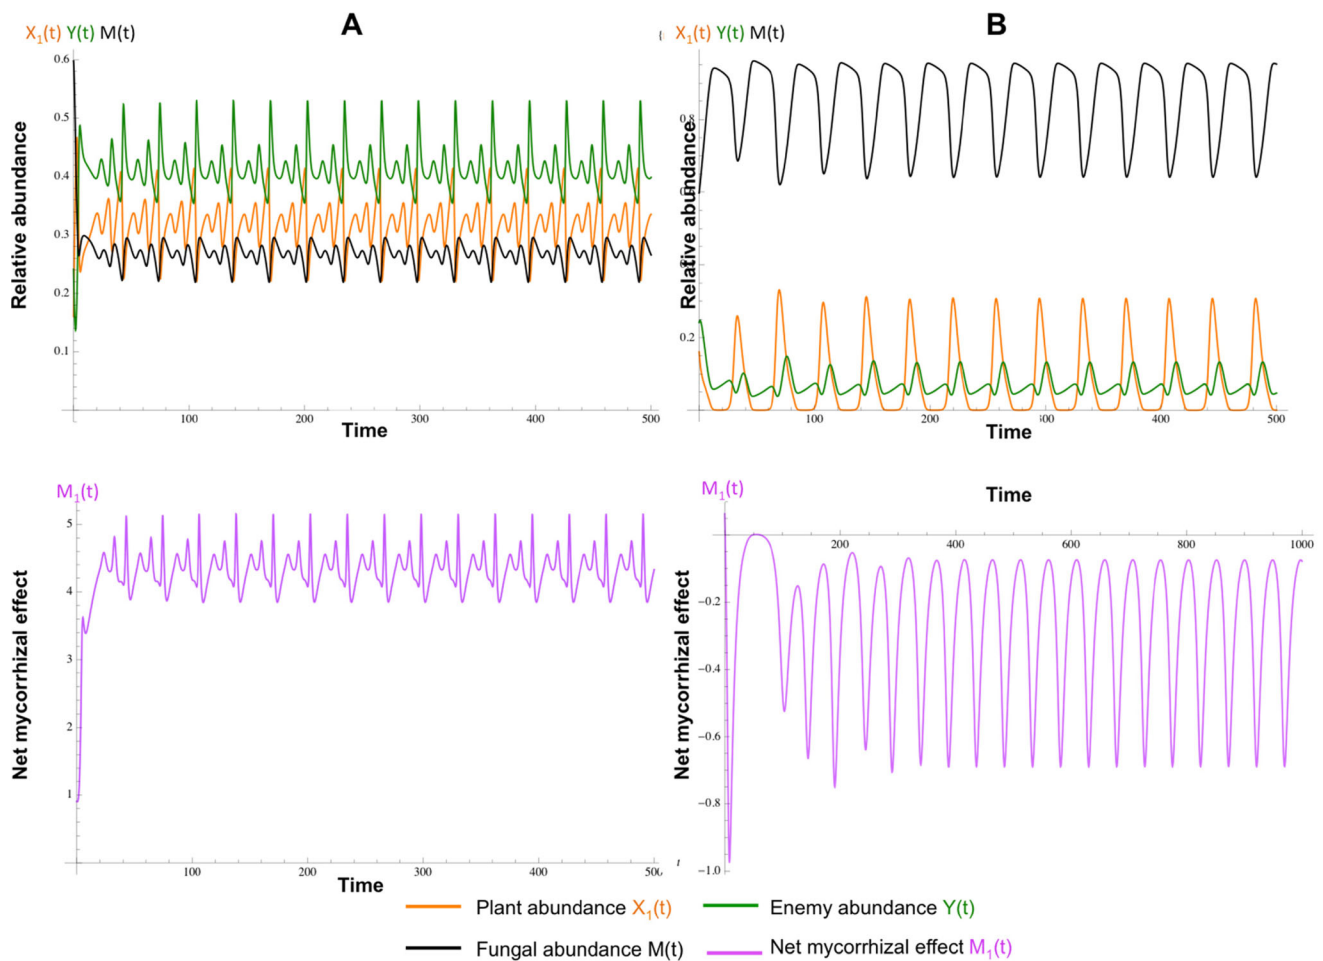 A
B
X1(t) Y(t) M(t)
X1(t) Y(t) M(t)
Relative abundance
0.6
0.5
0.4
0.3
0.2
0.1
100
200
300
400
500
Time
Relative abundance
0.2
100
200
300
400
500
Time
M1(t)
Net mycorrhizal effect
5
4
3
2
1
100
200
300
400
Time
t
M1(t)
Time
Net mycorrhizal effect
200
400
600
800
1000
−0.2
−0.4
−0.6
−0.8
−1.0
Plant abundance X1(t)
Enemy abundance Y(t)
Fungal abundance M(t)
Net mycorrhizal effect M1(t)